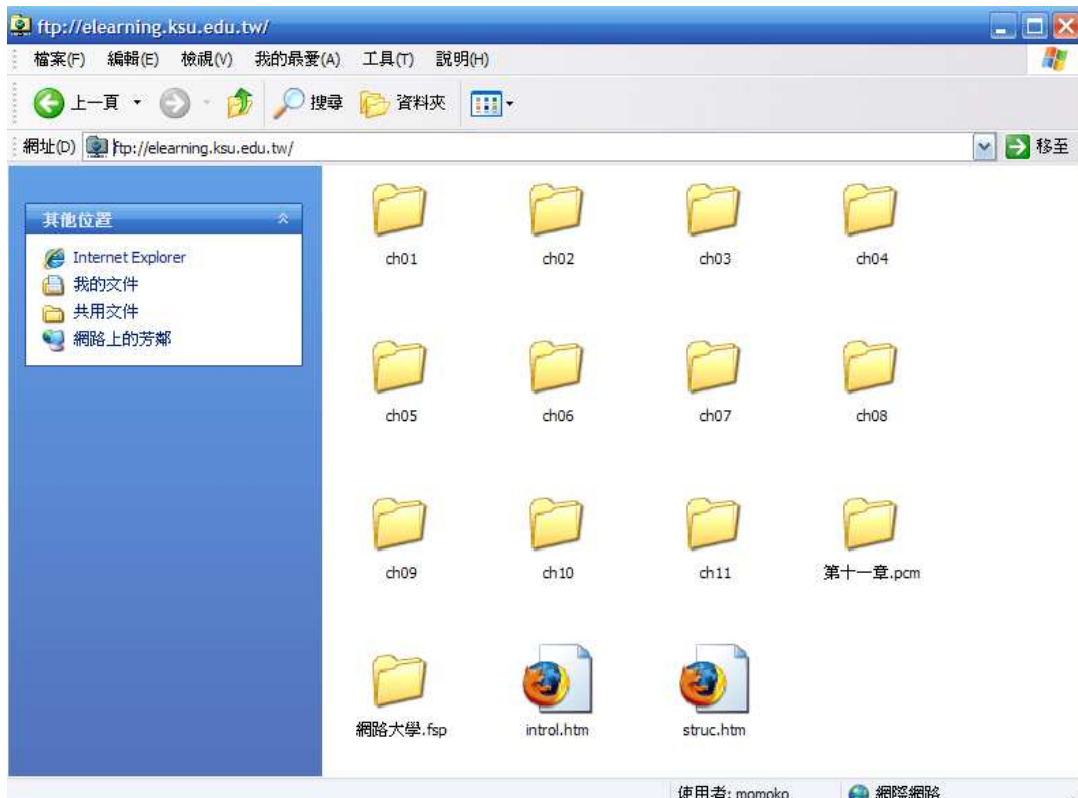 ftp://elearning.ksu.edu.tw/
檔案(F) 編輯(E) 檢視(V) 我的最愛(A) 工具(T) 說明(H)
上一頁 搜尋 資料夾
網址(D) ftp://elearning.ksu.edu.tw/ 移至
其他位置
Internet Explorer
我的文件
共用文件
網路上的芳鄰
ch01 ch02 ch03 ch04
ch05 ch06 ch07 ch08
ch09 ch10 ch11 第十一章.pcm
網路大學.fsp introl.htm struc.htm
使用者: momoko 網際網路